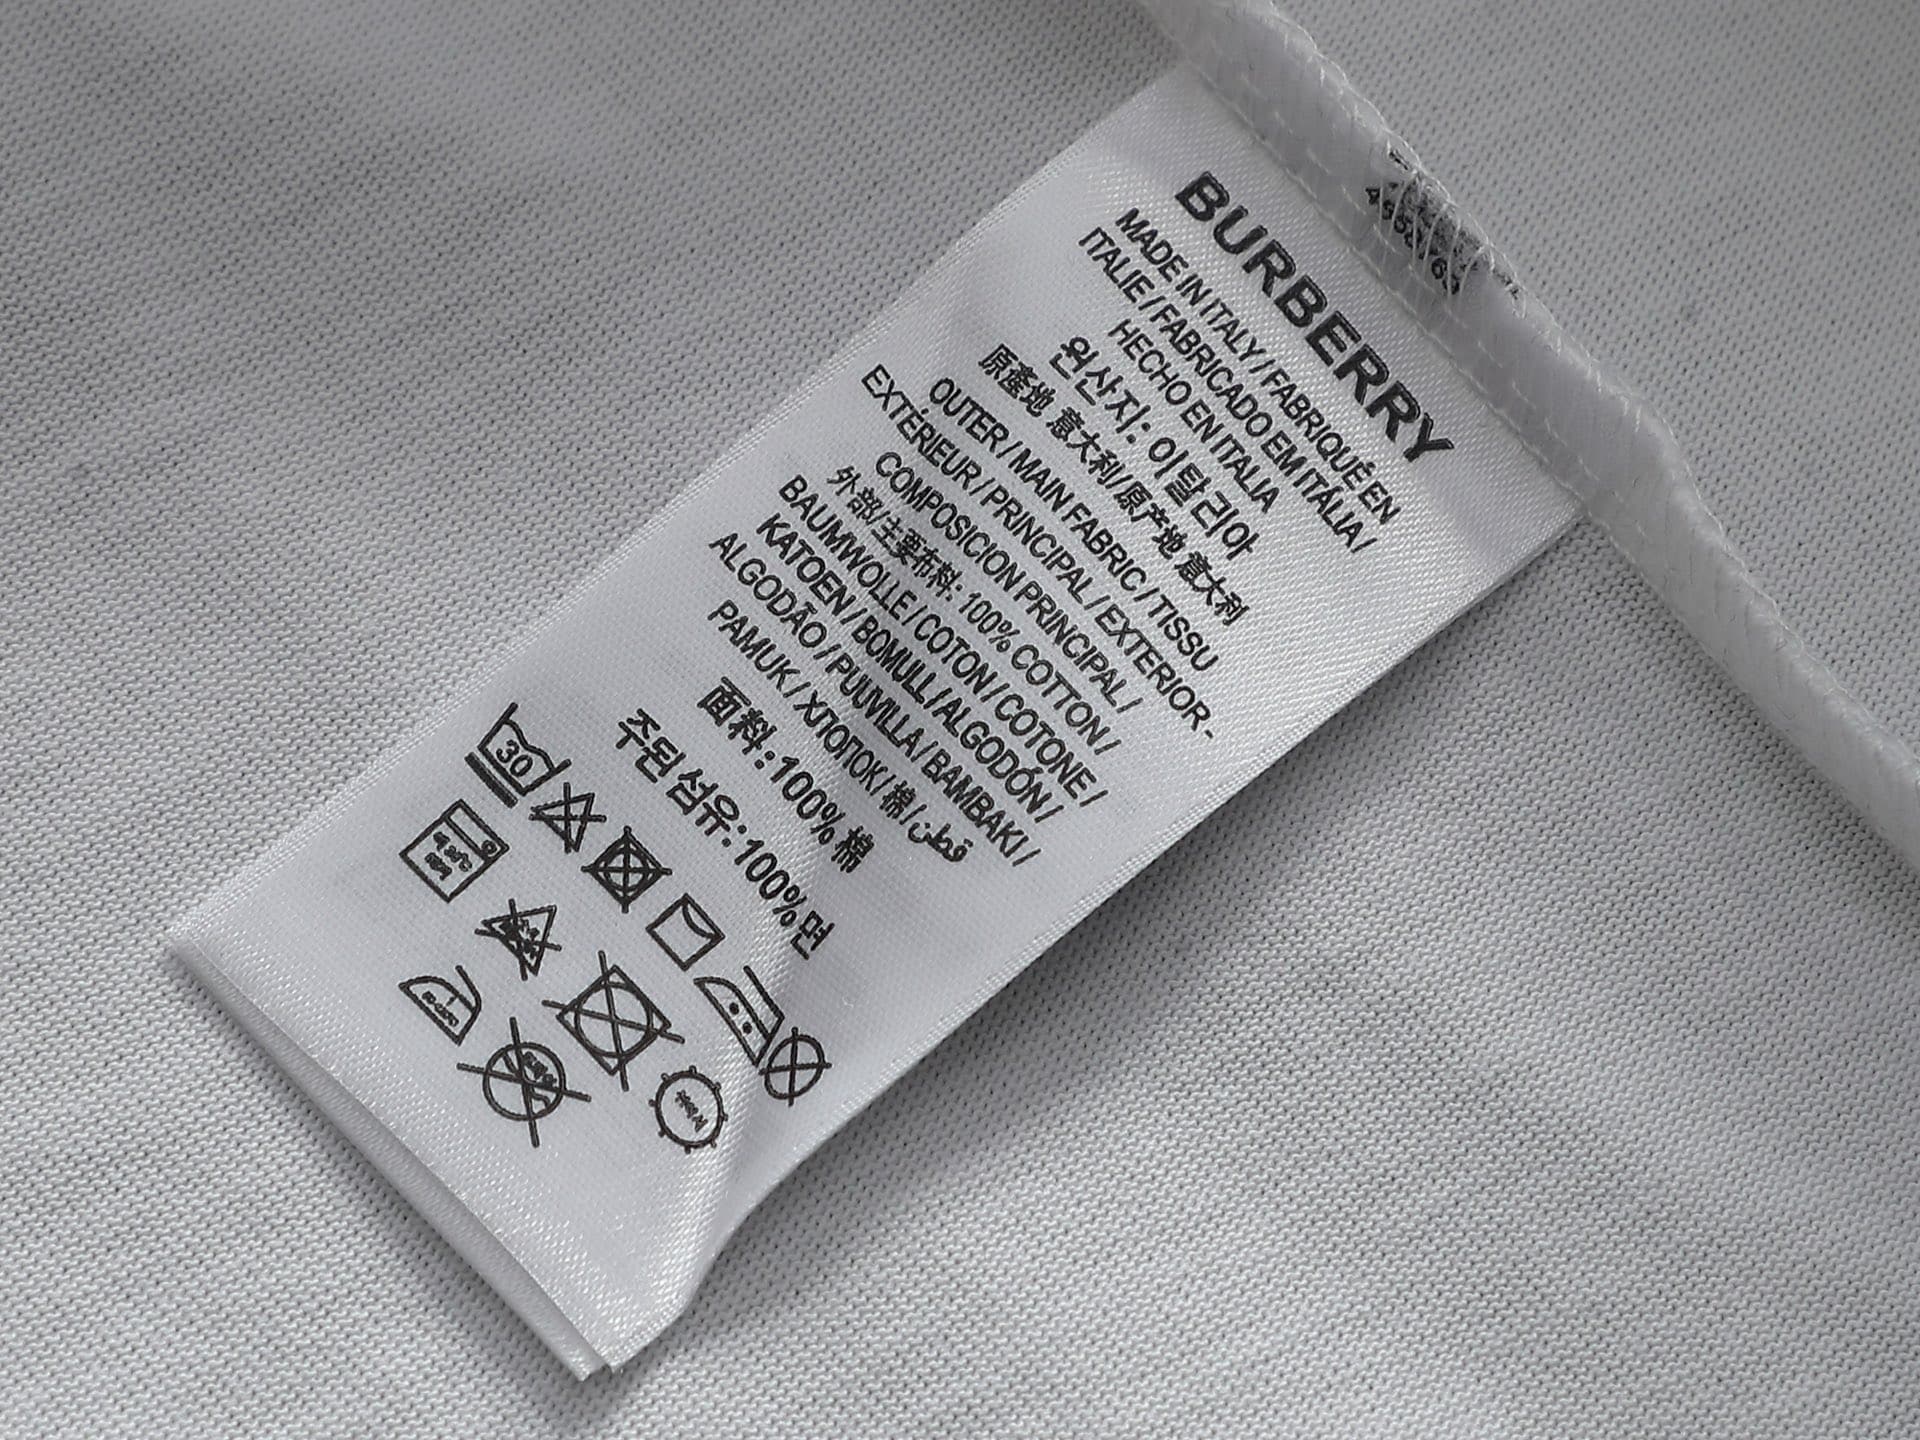 BURBERRY
MADE IN ITALY / FABRIQUÉ EN
ITALIE / FABRICADO EM ITÁLIA /
HECHO EN ITALIA
원산지: 이탈리아
原產地 意大利/原产地 意大利
OUTER / MAIN FABRIC / TISSU
EXTÉRIEUR / PRINCIPAL / EXTERIOR -
COMPOSICION PRINCIPAL /
外部/主要布料: 100% COTTON /
BAUMWOLLE / COTON / COTONE /
KATOEN / BOMULL / ALGODÓN /
ALGODÃO / PUUVILLA / BAMBAKI /
PAMUK / ХПОПОК / 棉 / قطن
面料: 100% 棉
주된 섬유: 100% 면
30